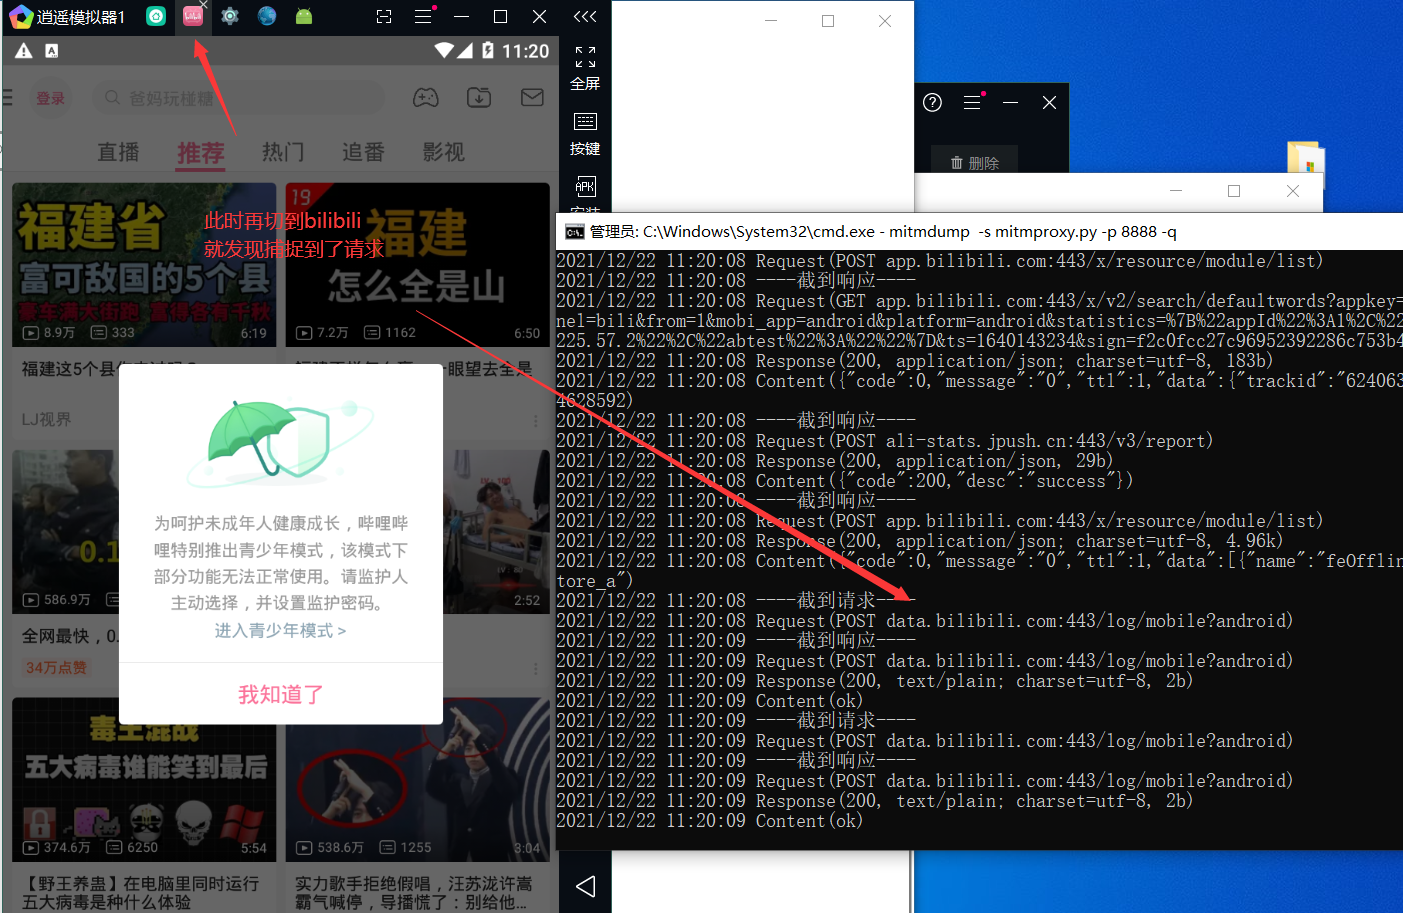 逍遥模拟器1
11:20
登录
爸妈玩碰糖
直播 推荐 热门 追番 影视
福建省
富可敌国的5个县
豪车满大街跑 富得各有千秋
8.9万 333 6:19
19
福建
怎么全是山
7.2万 1162 6:50
此时再切到bilibili
就发现捕捉到了请求
LJ视界
眼望去全是
为呵护未成年人健康成长，哔哩哔
哩特别推出青少年模式，该模式下
部分功能无法正常使用。请监护人
主动选择，并设置监护密码。
进入青少年模式 >
我知道了
0.1
586.9万
2:52
全网最快，0.
34万点赞
毒王混战
五大病毒谁能笑到最后
374.6万 6250 5:54
538.6万 1255 3:04
【野王养蛊】在电脑里同时运行
五大病毒是种什么体验
实力歌手拒绝假唱，汪苏泷许嵩
霸气喊停，导播慌了：别给他...
全屏
按键
APK
删除
管理员: C:\Windows\System32\cmd.exe - mitmdump  -s mitmproxy.py -p 8888 -q
2021/12/22 11:20:08 Request(POST app.bilibili.com:443/x/resource/module/list)
2021/12/22 11:20:08 ----截到响应----
2021/12/22 11:20:08 Request(GET app.bilibili.com:443/x/v2/search/defaultwords?appkey=
nel=bili&from=1&mobi_app=android&platform=android&statistics=%7B%22appId%22%3A1%2C%22
225.57.2%22%2C%22abtest%22%3A%22%22%7D&ts=1640143234&sign=f2c0fcc27c96952392286c753b4
2021/12/22 11:20:08 Response(200, application/json; charset=utf-8, 183b)
2021/12/22 11:20:08 Content({"code":0,"message":"0","ttl":1,"data":{"trackid":"624063
4628592)
2021/12/22 11:20:08 ----截到响应----
2021/12/22 11:20:08 Request(POST ali-stats.jpush.cn:443/v3/report)
2021/12/22 11:20:08 Response(200, application/json, 29b)
2021/12/22 11:20:08 Content({"code":200,"desc":"success"})
2021/12/22 11:20:08 ----截到响应----
2021/12/22 11:20:08 Request(POST app.bilibili.com:443/x/resource/module/list)
2021/12/22 11:20:08 Response(200, application/json; charset=utf-8, 4.96k)
2021/12/22 11:20:08 Content({"code":0,"message":"0","ttl":1,"data":[{"name":"feOfflin
tore_a")
2021/12/22 11:20:08 ----截到请求----
2021/12/22 11:20:08 Request(POST data.bilibili.com:443/log/mobile?android)
2021/12/22 11:20:09 ----截到响应----
2021/12/22 11:20:09 Request(POST data.bilibili.com:443/log/mobile?android)
2021/12/22 11:20:09 Response(200, text/plain; charset=utf-8, 2b)
2021/12/22 11:20:09 Content(ok)
2021/12/22 11:20:09 ----截到请求----
2021/12/22 11:20:09 Request(POST data.bilibili.com:443/log/mobile?android)
2021/12/22 11:20:09 ----截到响应----
2021/12/22 11:20:09 Request(POST data.bilibili.com:443/log/mobile?android)
2021/12/22 11:20:09 Response(200, text/plain; charset=utf-8, 2b)
2021/12/22 11:20:09 Content(ok)